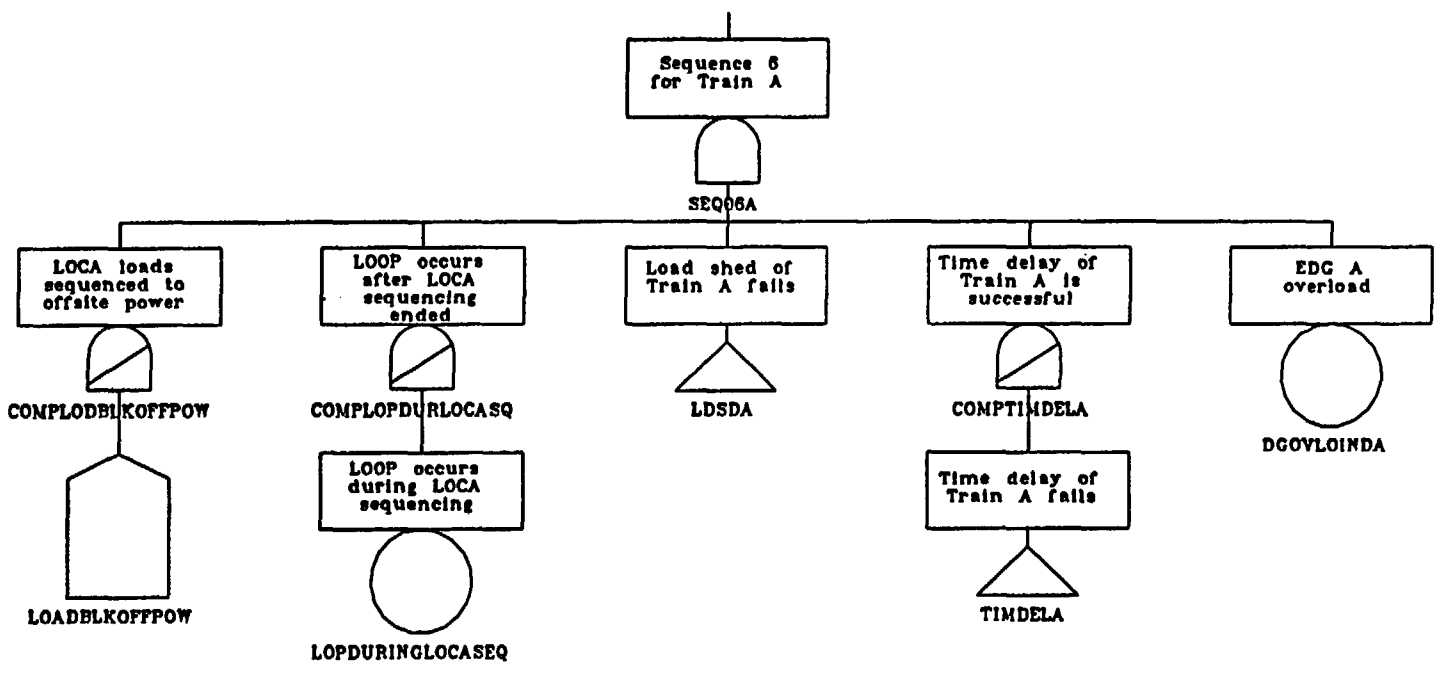 Sequence 6
for Train A
SEQ06A
LOCA loads
sequenced to
offsite power
COMPLODBLKOFFPOW
LOADBLKOFFPOW
LOOP occurs
after LOCA
sequencing
ended
COMPLOPDURLOCASQ
LOOP occurs
during LOCA
sequencing
LOPDURINGLOCASEQ
Load shed of
Train A fails
LDSDA
Time delay of
Train A is
successful
COMPTIMDELA
Time delay of
Train A fails
TIMDELA
EDG A
overload
DGOVLOINDA